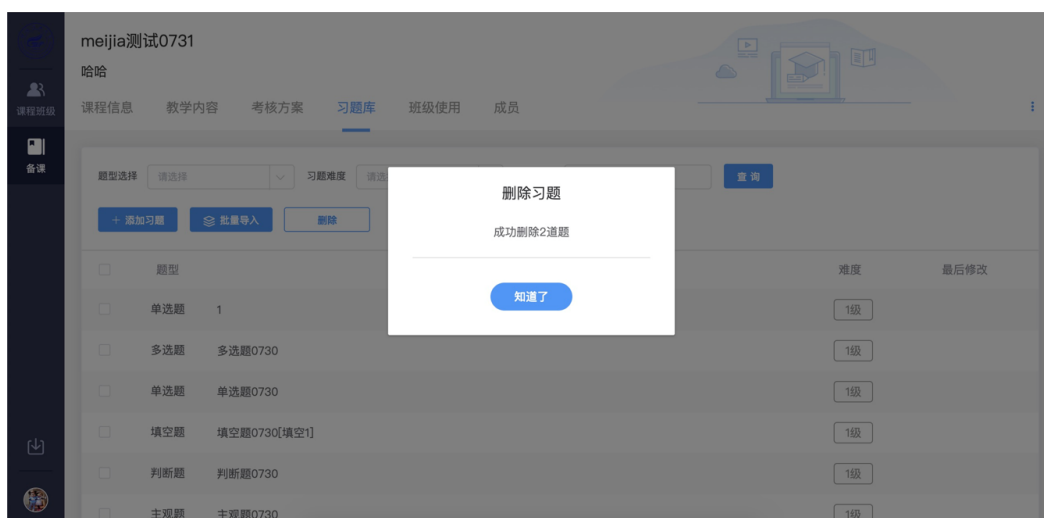 meijia测试0731
哈哈
课程班级
课程信息 教学内容 考核方案 习题库 班级使用 成员
备课
题型选择 请选择 习题难度 请选 查询
+ 添加习题 批量导入 删除
删除习题
成功删除2道题
知道了
题型 难度 最后修改
单选题 1 1级
多选题 多选题0730 1级
单选题 单选题0730 1级
填空题 填空题0730[填空1] 1级
判断题 判断题0730 1级
主观题 主观题0730 1级